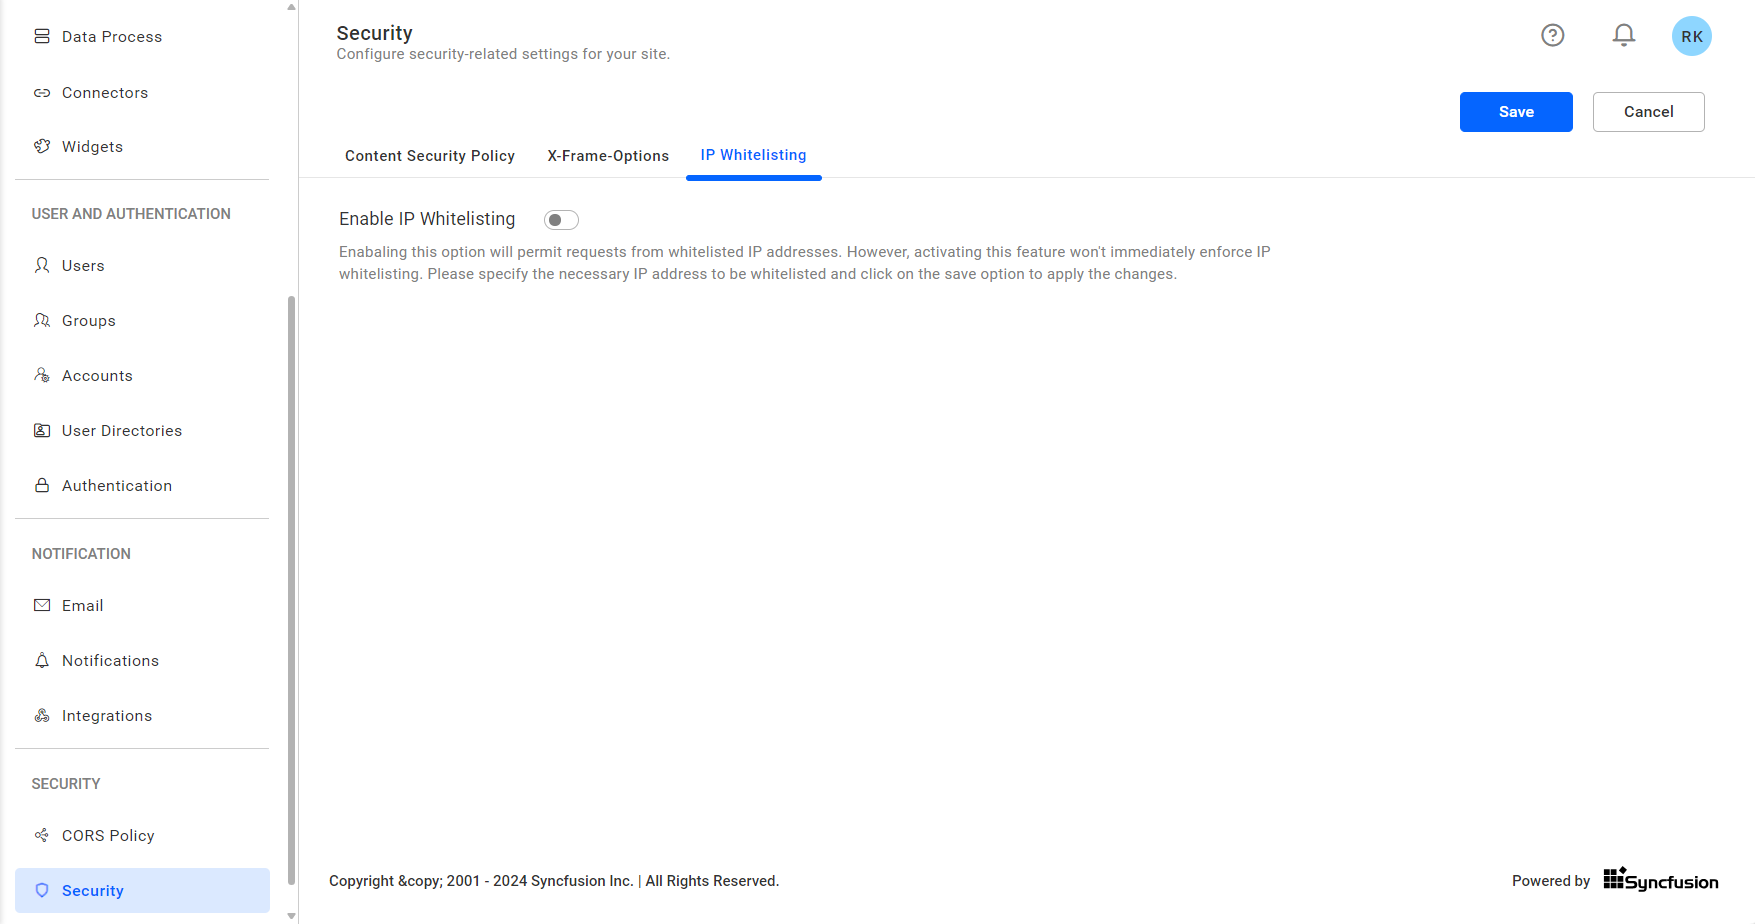 Data Process
Connectors
Widgets
USER AND AUTHENTICATION
Users
Groups
Accounts
User Directories
Authentication
NOTIFICATION
Email
Notifications
Integrations
SECURITY
CORS Policy
Security
Security
Configure security-related settings for your site.
RK
Save
Cancel
Content Security Policy
X-Frame-Options
IP Whitelisting
Enable IP Whitelisting
Enabaling this option will permit requests from whitelisted IP addresses. However, activating this feature won't immediately enforce IP
whitelisting. Please specify the necessary IP address to be whitelisted and click on the save option to apply the changes.
Copyright &copy; 2001 - 2024 Syncfusion Inc. | All Rights Reserved.
Powered by Syncfusion